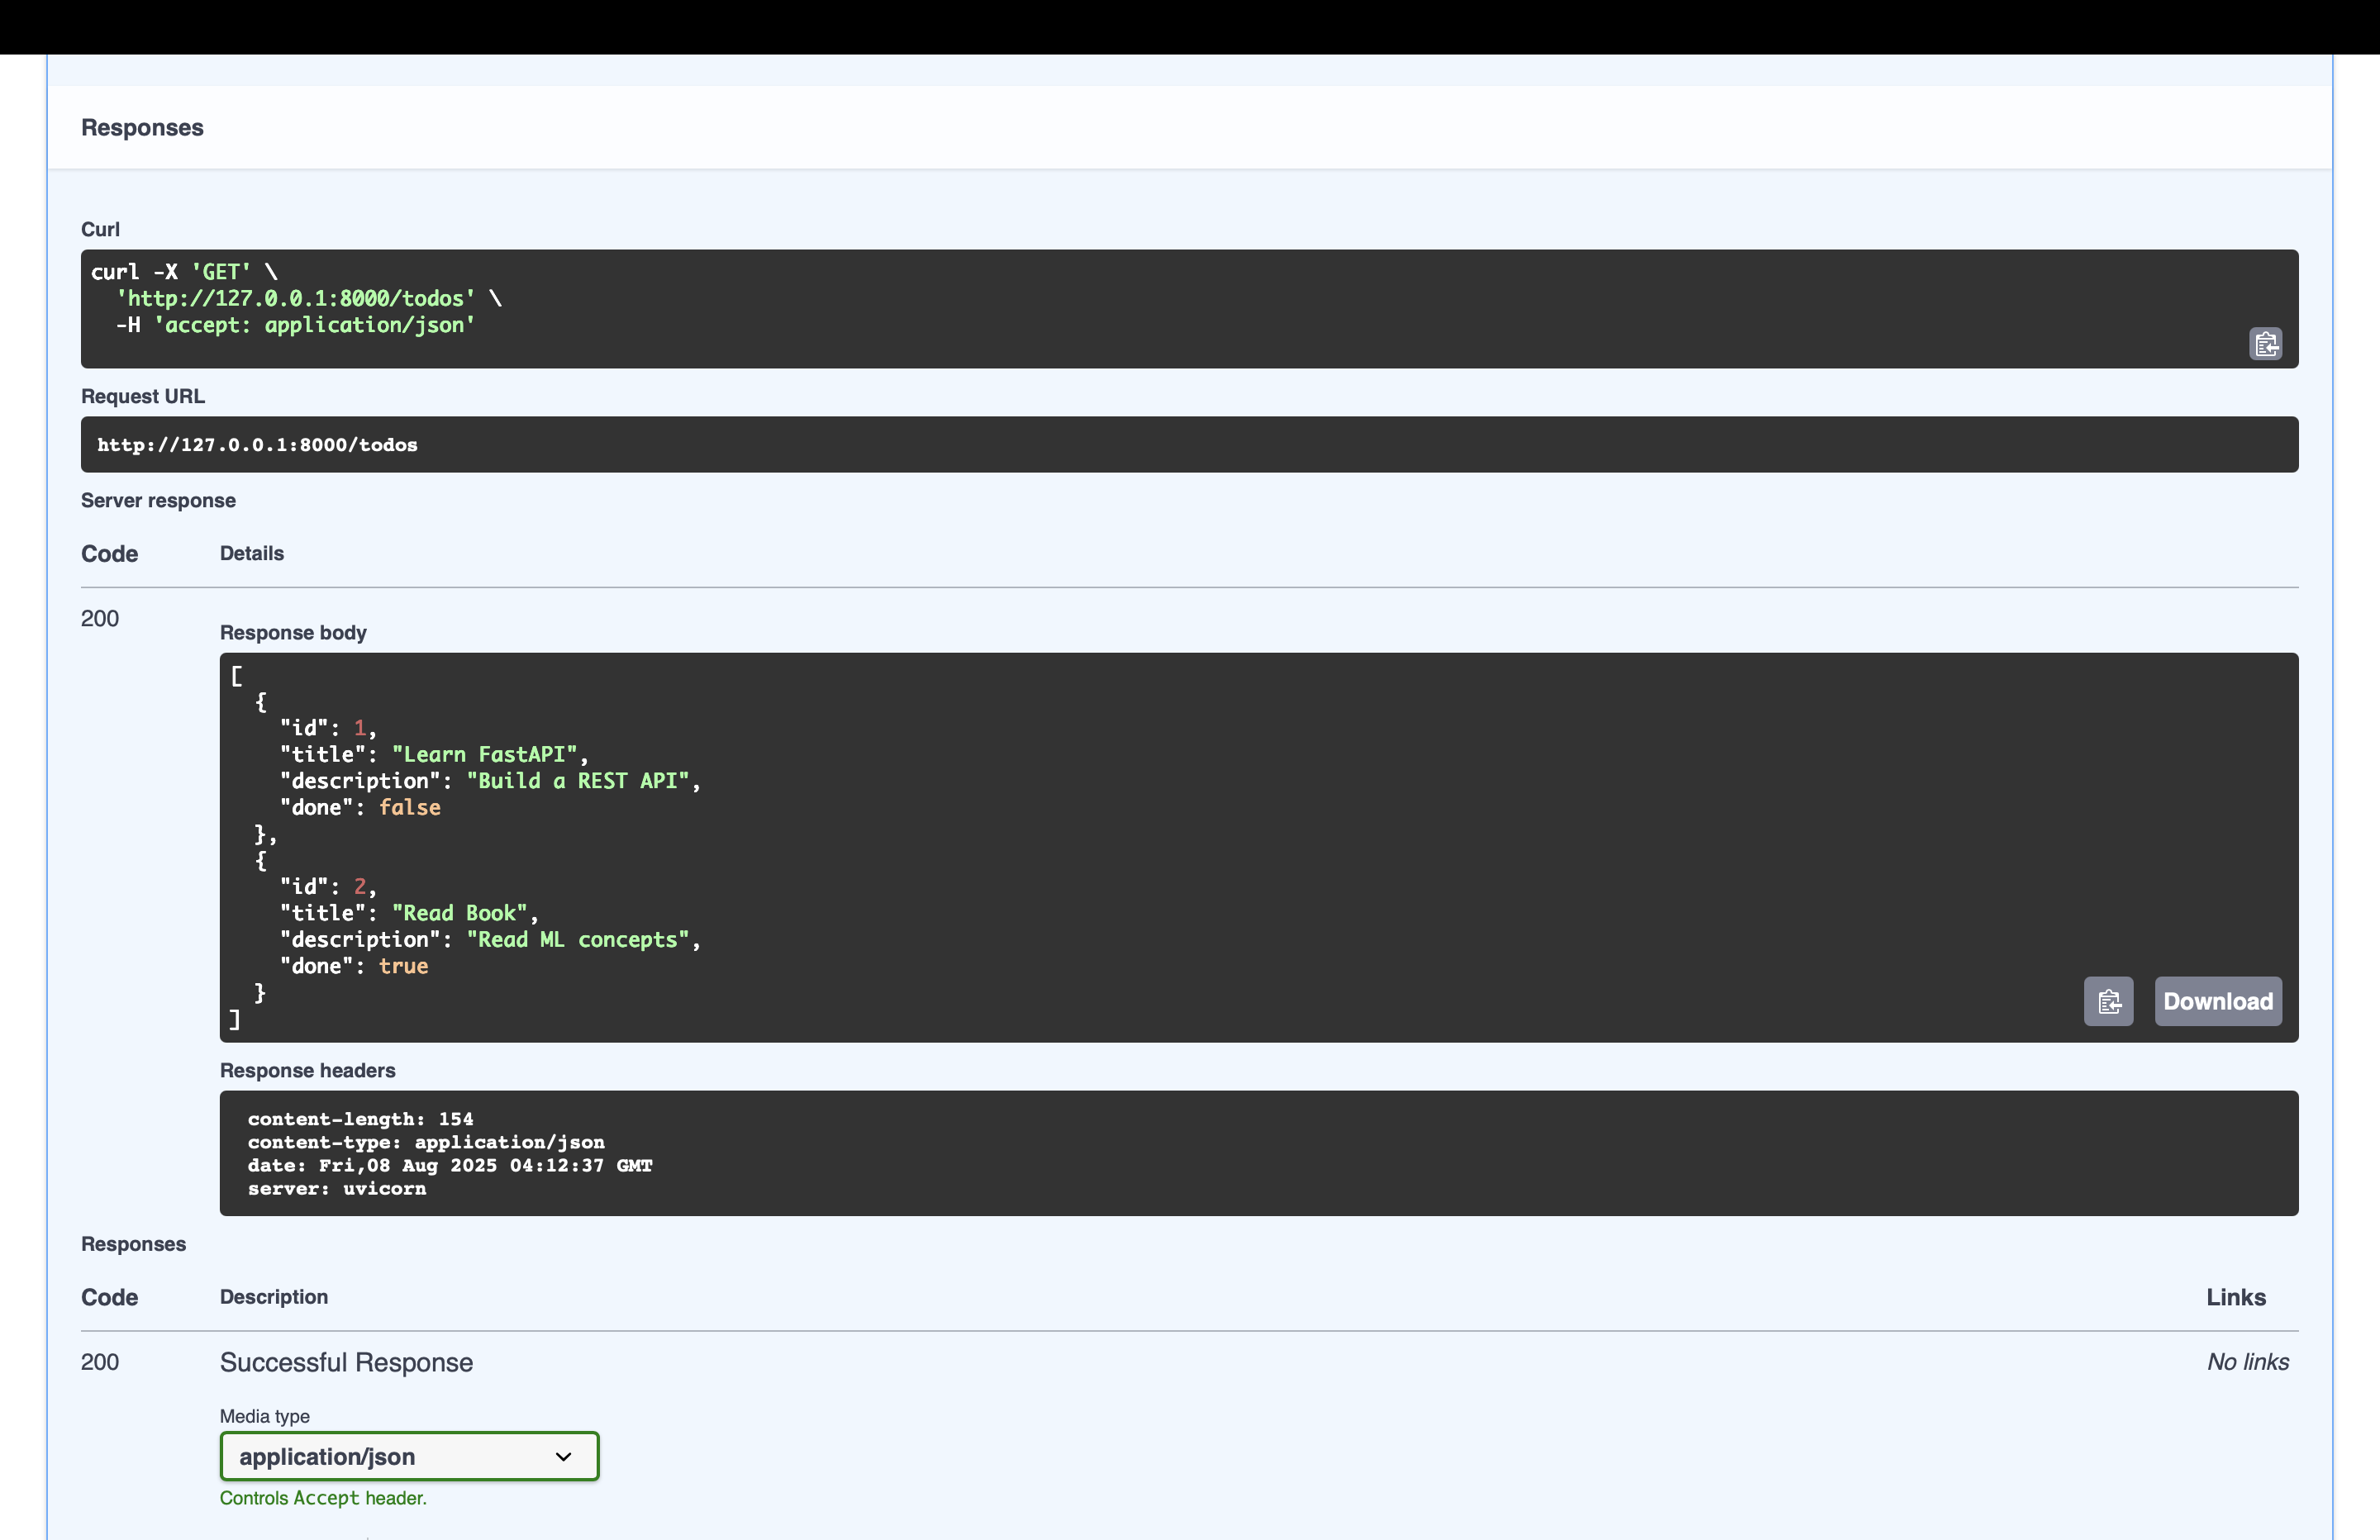 Responses
Curl
curl -X 'GET' \
  'http://127.0.0.1:8000/todos' \
  -H 'accept: application/json'
Request URL
http://127.0.0.1:8000/todos
Server response
Code Details
200
Response body
[
  {
    "id": 1,
    "title": "Learn FastAPI",
    "description": "Build a REST API",
    "done": false
  },
  {
    "id": 2,
    "title": "Read Book",
    "description": "Read ML concepts",
    "done": true
  }
]
Download
Response headers
content-length: 154
content-type: application/json
date: Fri,08 Aug 2025 04:12:37 GMT
server: uvicorn
Responses
Code Description Links
200 Successful Response No links
Media type
application/json
Controls Accept header.